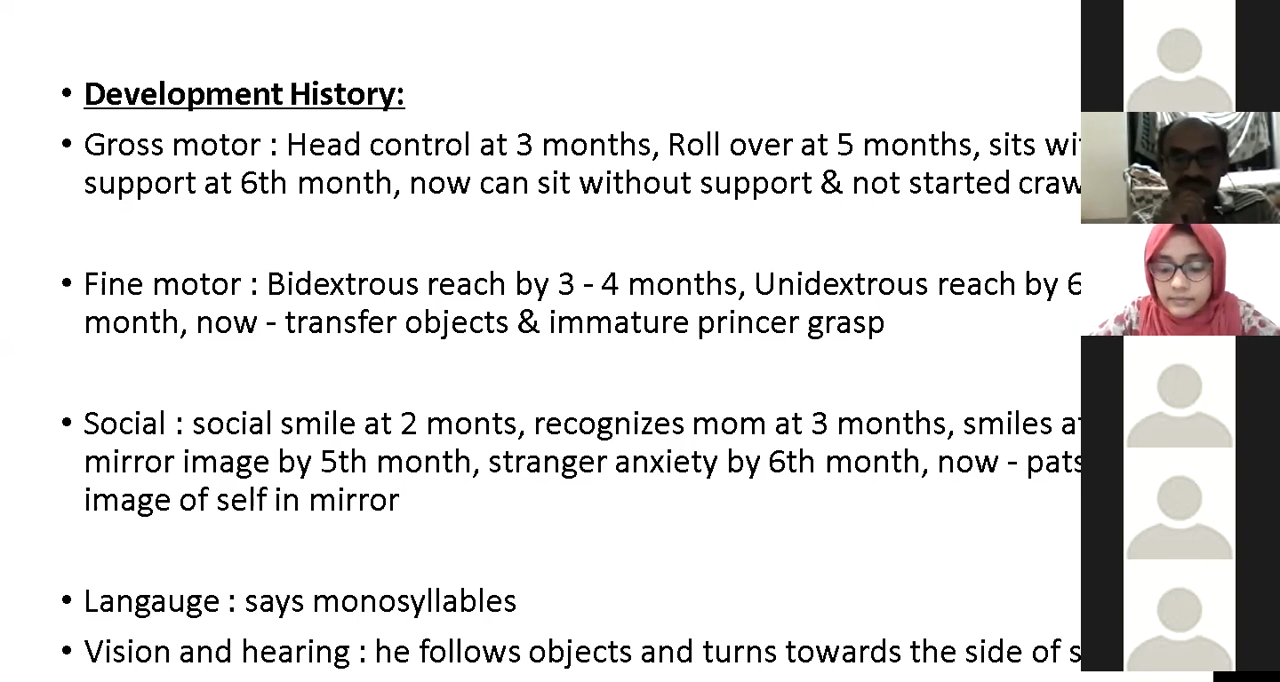 • Development History:
• Gross motor : Head control at 3 months, Roll over at 5 months, sits
support at 6th month, now can sit without support & not started
• Fine motor : Bidextrous reach by 3 - 4 months, Unidextrous reach by 6
month, now - transfer objects & immature princer grasp
• Social : social smile at 2 monts, recognizes mom at 3 months, smiles
mirror image by 5th month, stranger anxiety by 6th month, now - pats
image of self in mirror
• Langauge : says monosyllables
• Vision and hearing : he follows objects and turns towards the side of